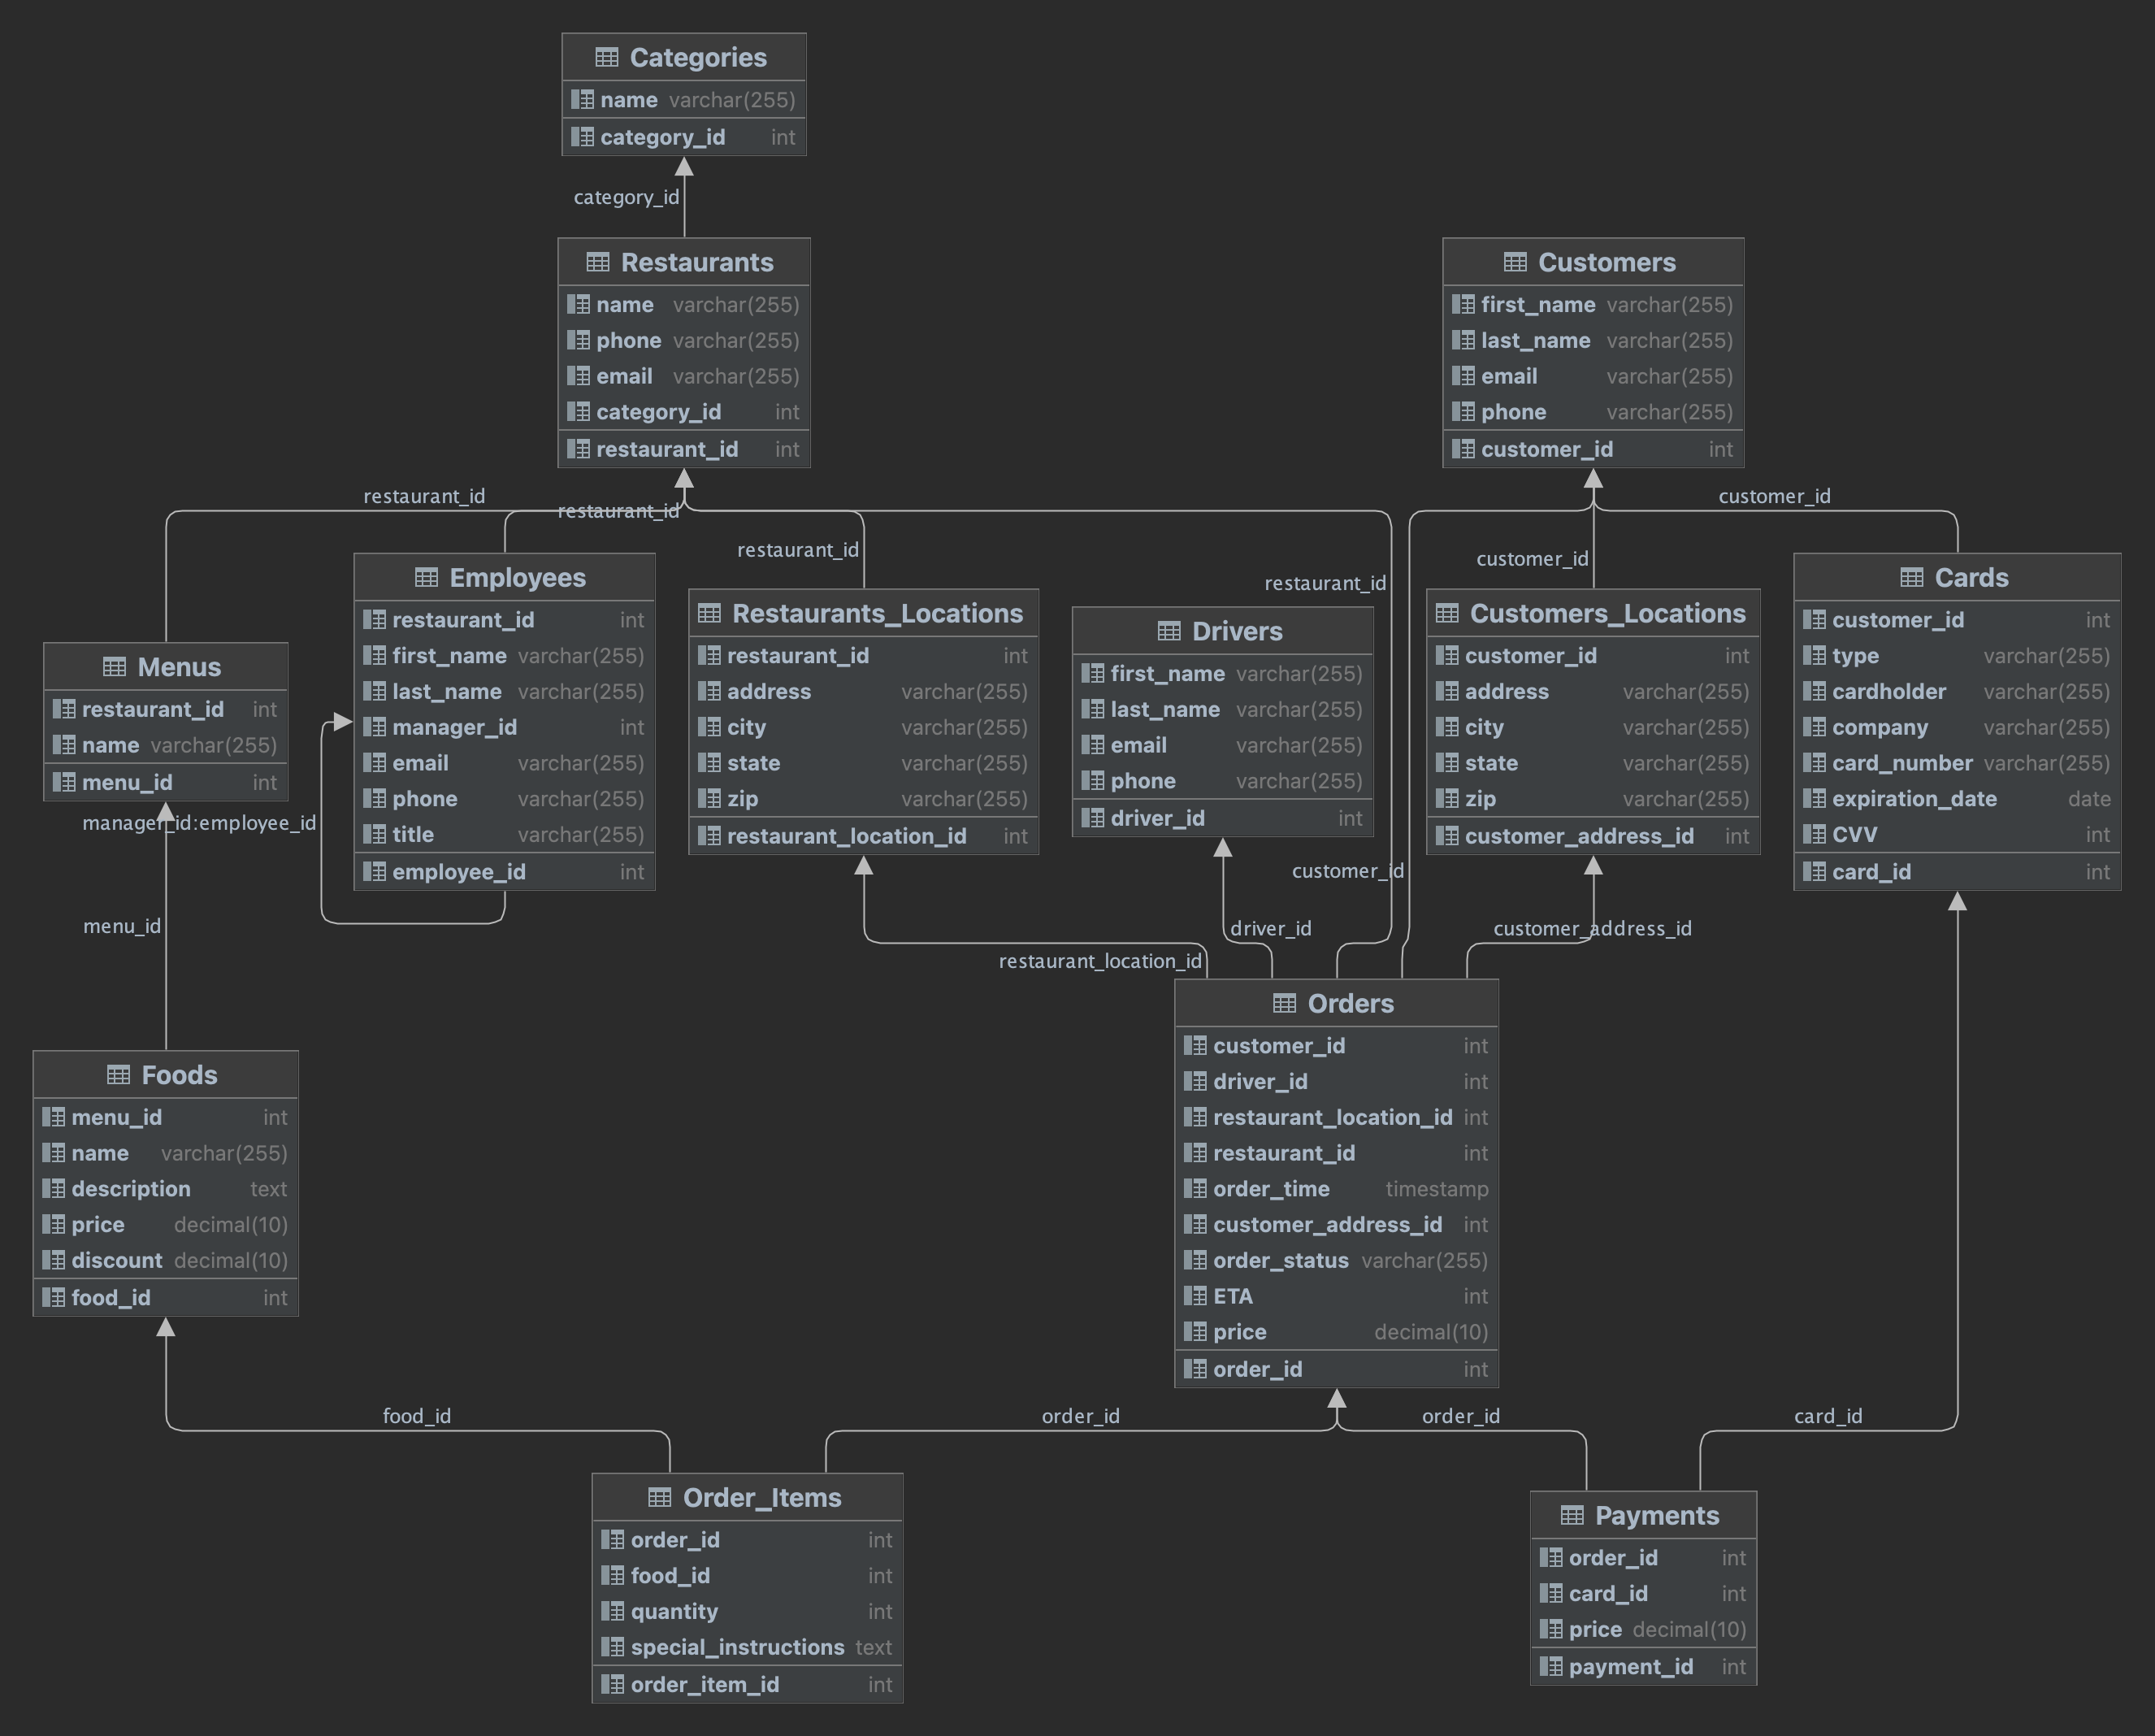 Categories
name varchar(255)
category_id int
category_id
Restaurants
name varchar(255)
phone varchar(255)
email varchar(255)
category_id int
restaurant_id int
Customers
first_name varchar(255)
last_name varchar(255)
email varchar(255)
phone varchar(255)
customer_id int
restaurant_id
restaurant_id
restaurant_id
restaurant_id
customer_id
customer_id
Menus
restaurant_id int
name varchar(255)
menu_id int
Employees
restaurant_id int
first_name varchar(255)
last_name varchar(255)
manager_id int
email varchar(255)
phone varchar(255)
title varchar(255)
employee_id int
manager_id:employee_id
Restaurants_Locations
restaurant_id int
address varchar(255)
city varchar(255)
state varchar(255)
zip varchar(255)
restaurant_location_id int
Drivers
first_name varchar(255)
last_name varchar(255)
email varchar(255)
phone varchar(255)
driver_id int
Customers_Locations
customer_id int
address varchar(255)
city varchar(255)
state varchar(255)
zip varchar(255)
customer_address_id int
Cards
customer_id int
type varchar(255)
cardholder varchar(255)
company varchar(255)
card_number varchar(255)
expiration_date date
CVV int
card_id int
menu_id
customer_id
driver_id
customer_address_id
restaurant_location_id
Foods
menu_id int
name varchar(255)
description text
price decimal(10)
discount decimal(10)
food_id int
Orders
customer_id int
driver_id int
restaurant_location_id int
restaurant_id int
order_time timestamp
customer_address_id int
order_status varchar(255)
ETA int
price decimal(10)
order_id int
food_id
order_id
order_id
card_id
Order_Items
order_id int
food_id int
quantity int
special_instructions text
order_item_id int
Payments
order_id int
card_id int
price decimal(10)
payment_id int